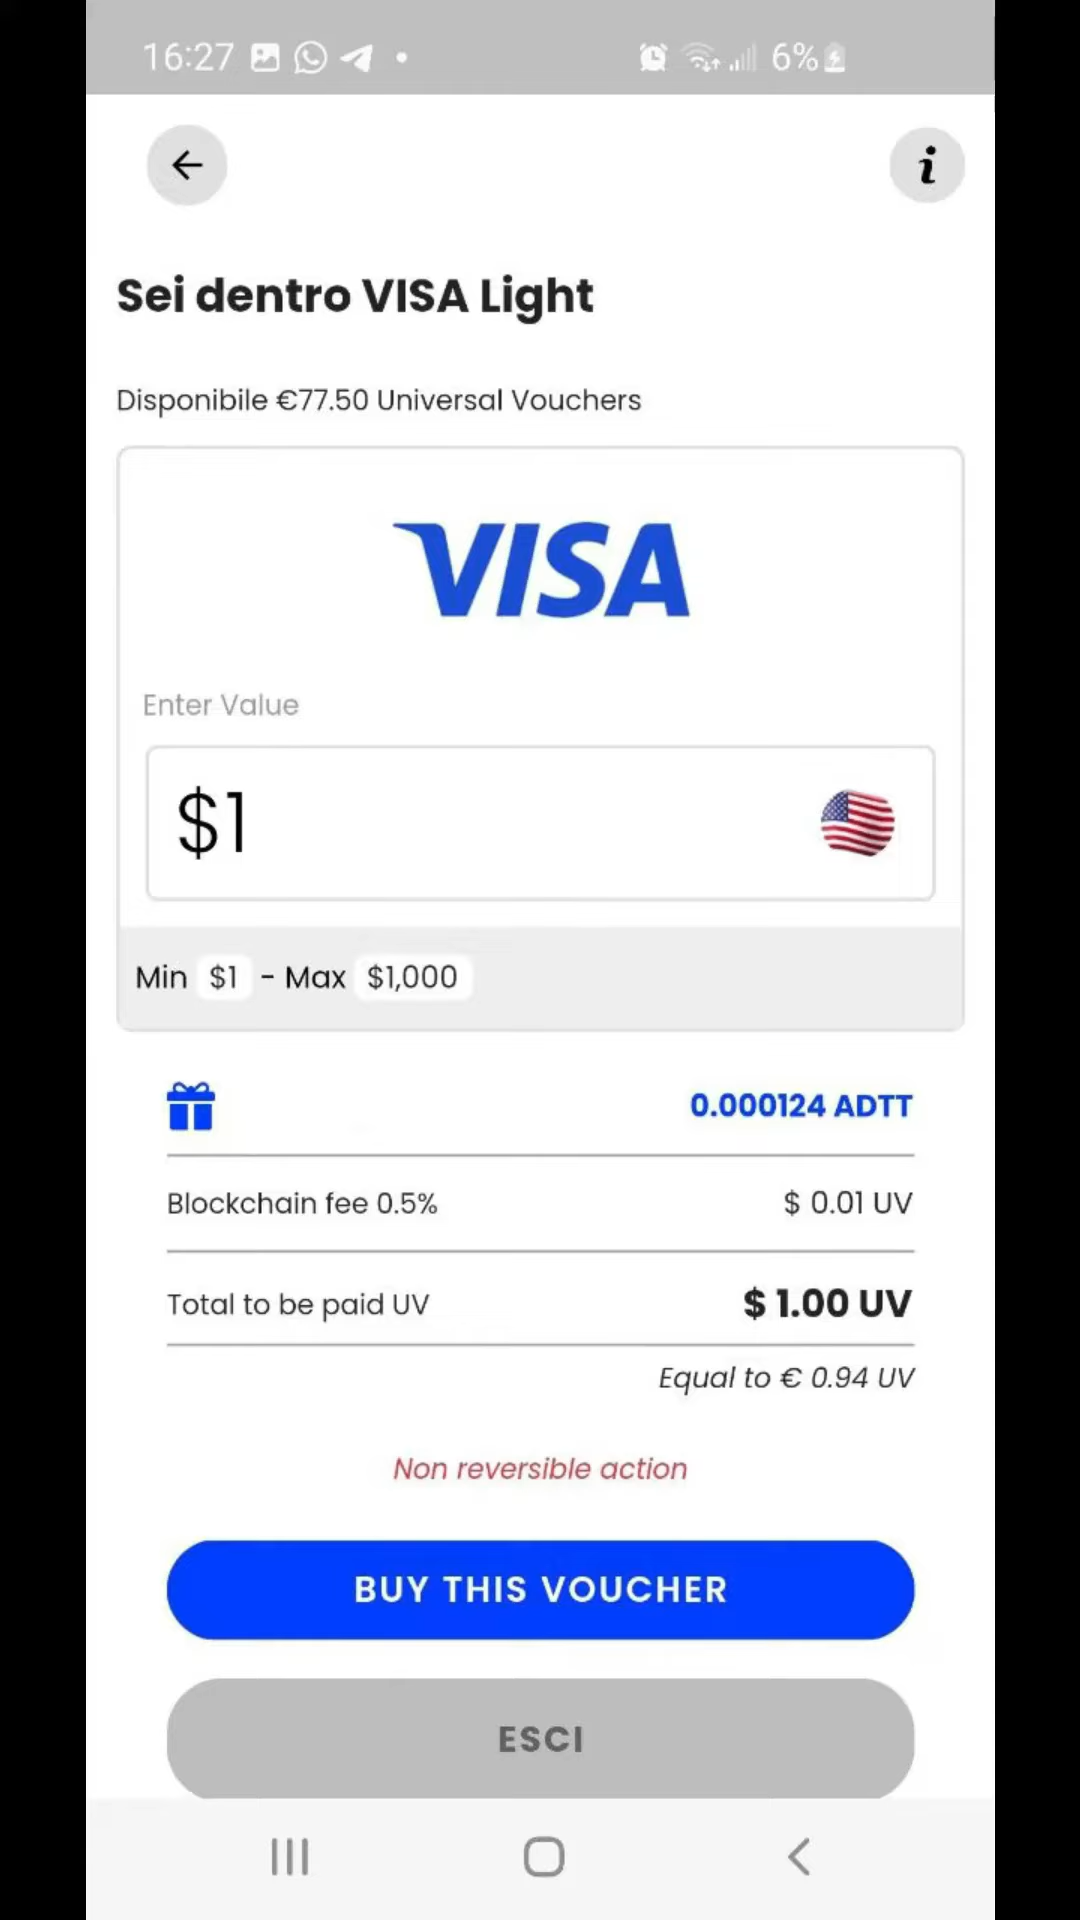 16:27
6%
Sei dentro VISA Light
Disponibile €77.50 Universal Vouchers
VISA
Enter Value
$1
Min $1 - Max $1,000
0.000124 ADTT
Blockchain fee 0.5% $ 0.01 UV
Total to be paid UV $ 1.00 UV
Equal to € 0.94 UV
Non reversible action
BUY THIS VOUCHER
ESCI